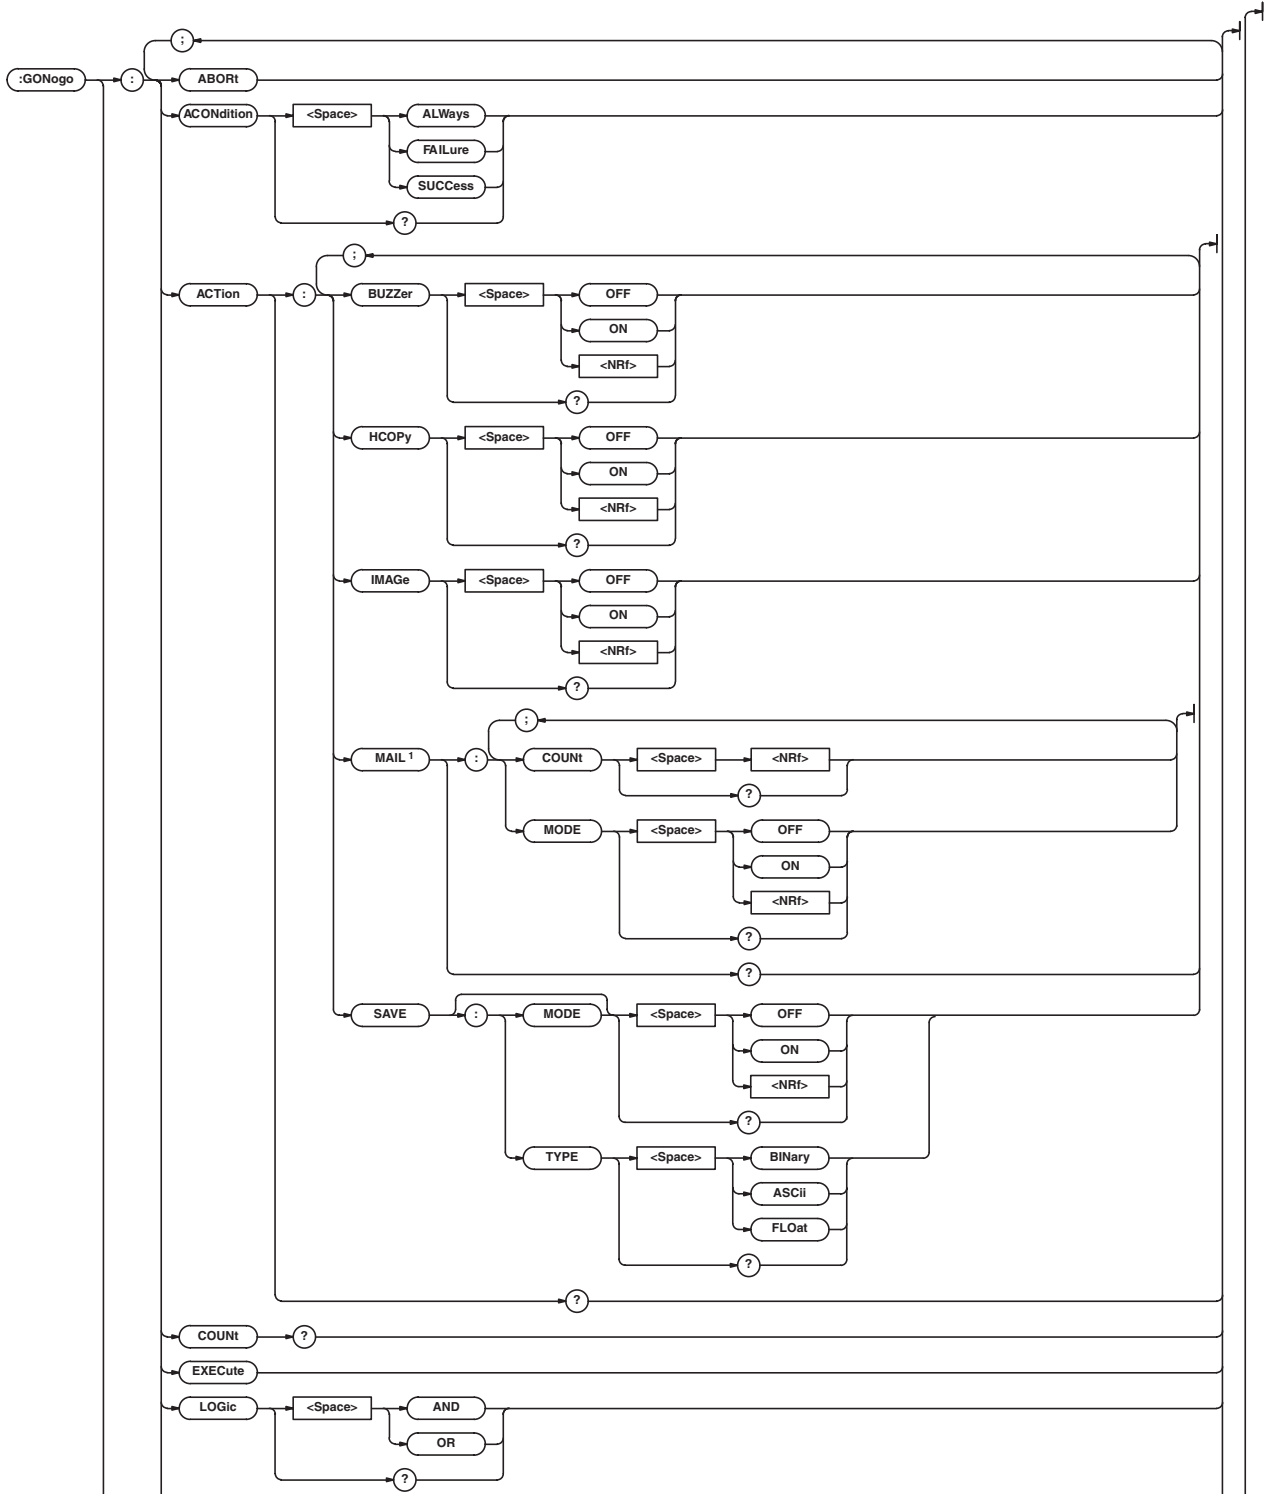 ;
:GONogo : ABORt
ACONdition <Space> ALWays
FAILure
SUCCess
?
;
ACTion : BUZZer <Space> OFF
ON
<NRf>
?
HCOPy <Space> OFF
ON
<NRf>
?
IMAGe <Space> OFF
ON
<NRf>
?
;
MAIL 1 : COUNt <Space> <NRf>
?
MODE <Space> OFF
ON
<NRf>
?
?
SAVE : MODE <Space> OFF
ON
<NRf>
?
TYPE <Space> BINary
ASCii
FLOat
?
?
COUNt ?
EXECute
LOGic <Space> AND
OR
?